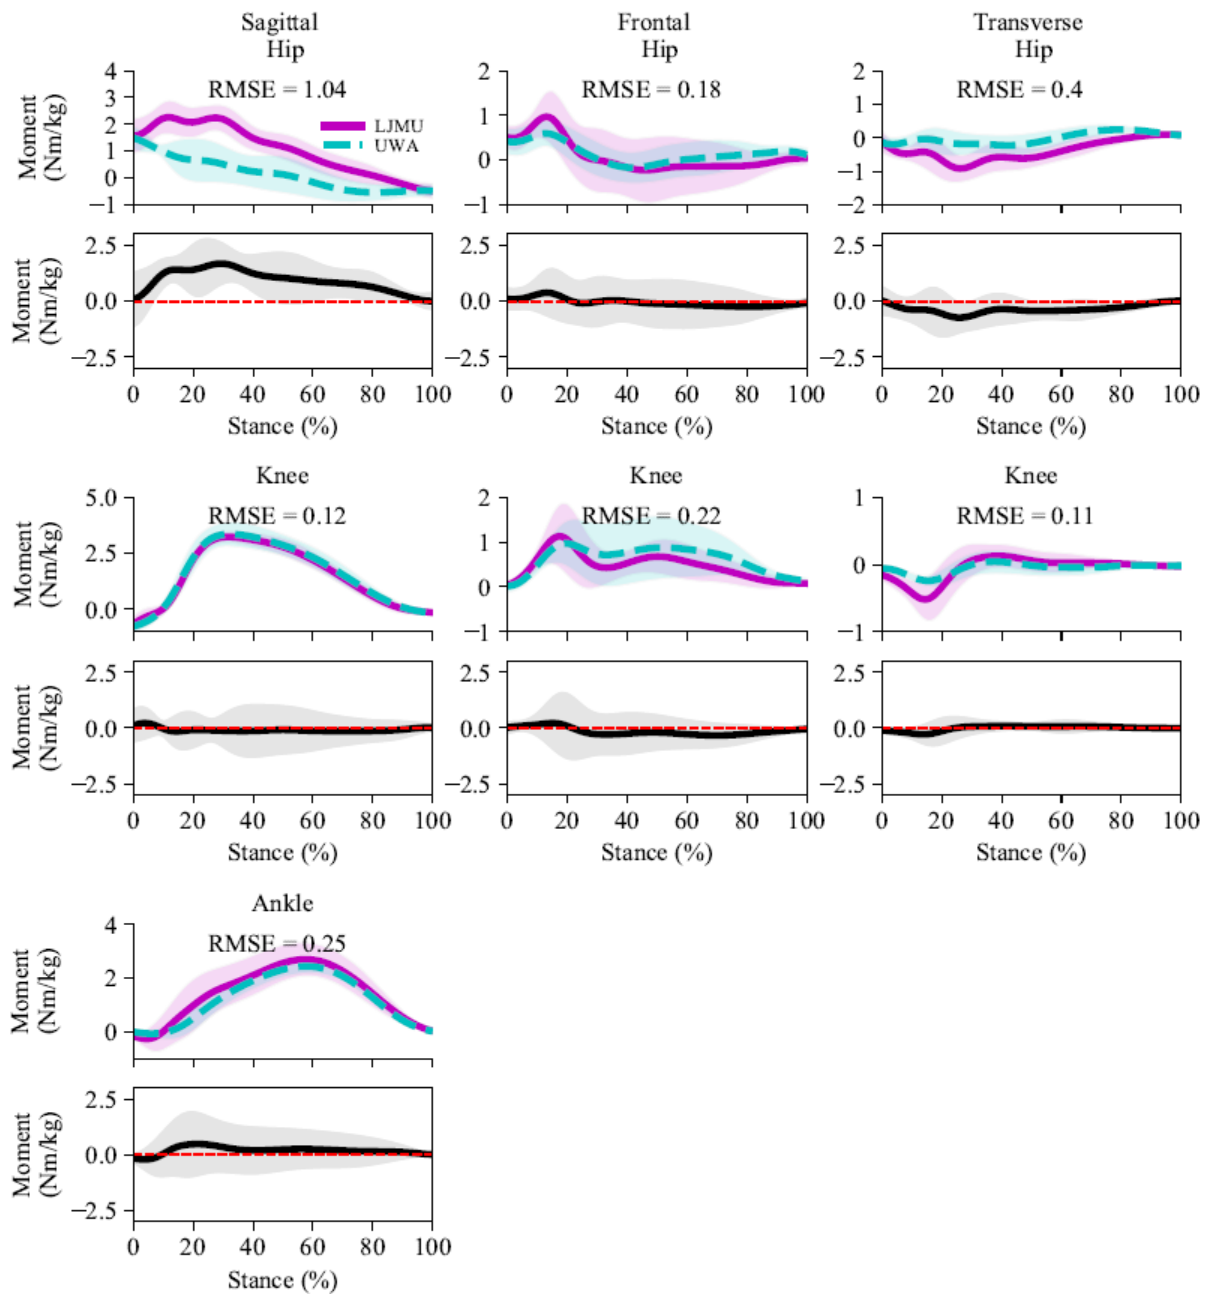 Sagittal Frontal Transverse
Hip Hip Hip
RMSE = 1.04 RMSE = 0.18 RMSE = 0.4
LJMU
UWA
Moment
(Nm/kg)
4 3 2 1 0 −1
2 1 0 −1
2 1 0 −1 −2
Moment
(Nm/kg)
2.5 0.0 −2.5
2.5 0.0 −2.5
2.5 0.0 −2.5
0 20 40 60 80 100 0 20 40 60 80 100 0 20 40 60 80 100
Stance (%) Stance (%) Stance (%)
Knee Knee Knee
RMSE = 0.12 RMSE = 0.22 RMSE = 0.11
Moment
(Nm/kg)
5.0 2.5 0.0
2 1 0 −1
1 0 −1
Moment
(Nm/kg)
2.5 0.0 −2.5
2.5 0.0 −2.5
2.5 0.0 −2.5
0 20 40 60 80 100 0 20 40 60 80 100 0 20 40 60 80 100
Stance (%) Stance (%) Stance (%)
Ankle
RMSE = 0.25
Moment
(Nm/kg)
4 2 0
Moment
(Nm/kg)
2.5 0.0 −2.5
0 20 40 60 80 100
Stance (%)